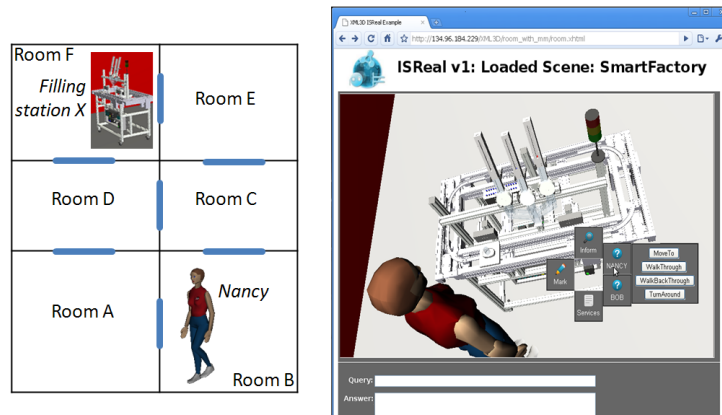 Room F
Filling
station X
Room E
Room D
Room C
Room A
Nancy
Room B
XML3D ISReal Example
http://134.96.184.229/XML3D/room_with_mm/room.xhtml
ISReal v1: Loaded Scene: SmartFactory
Inform
Mark
NANCY
BOB
Services
MoveTo
WalkThrough
WalkBackThrough
TurnAround
Query:
Answer: